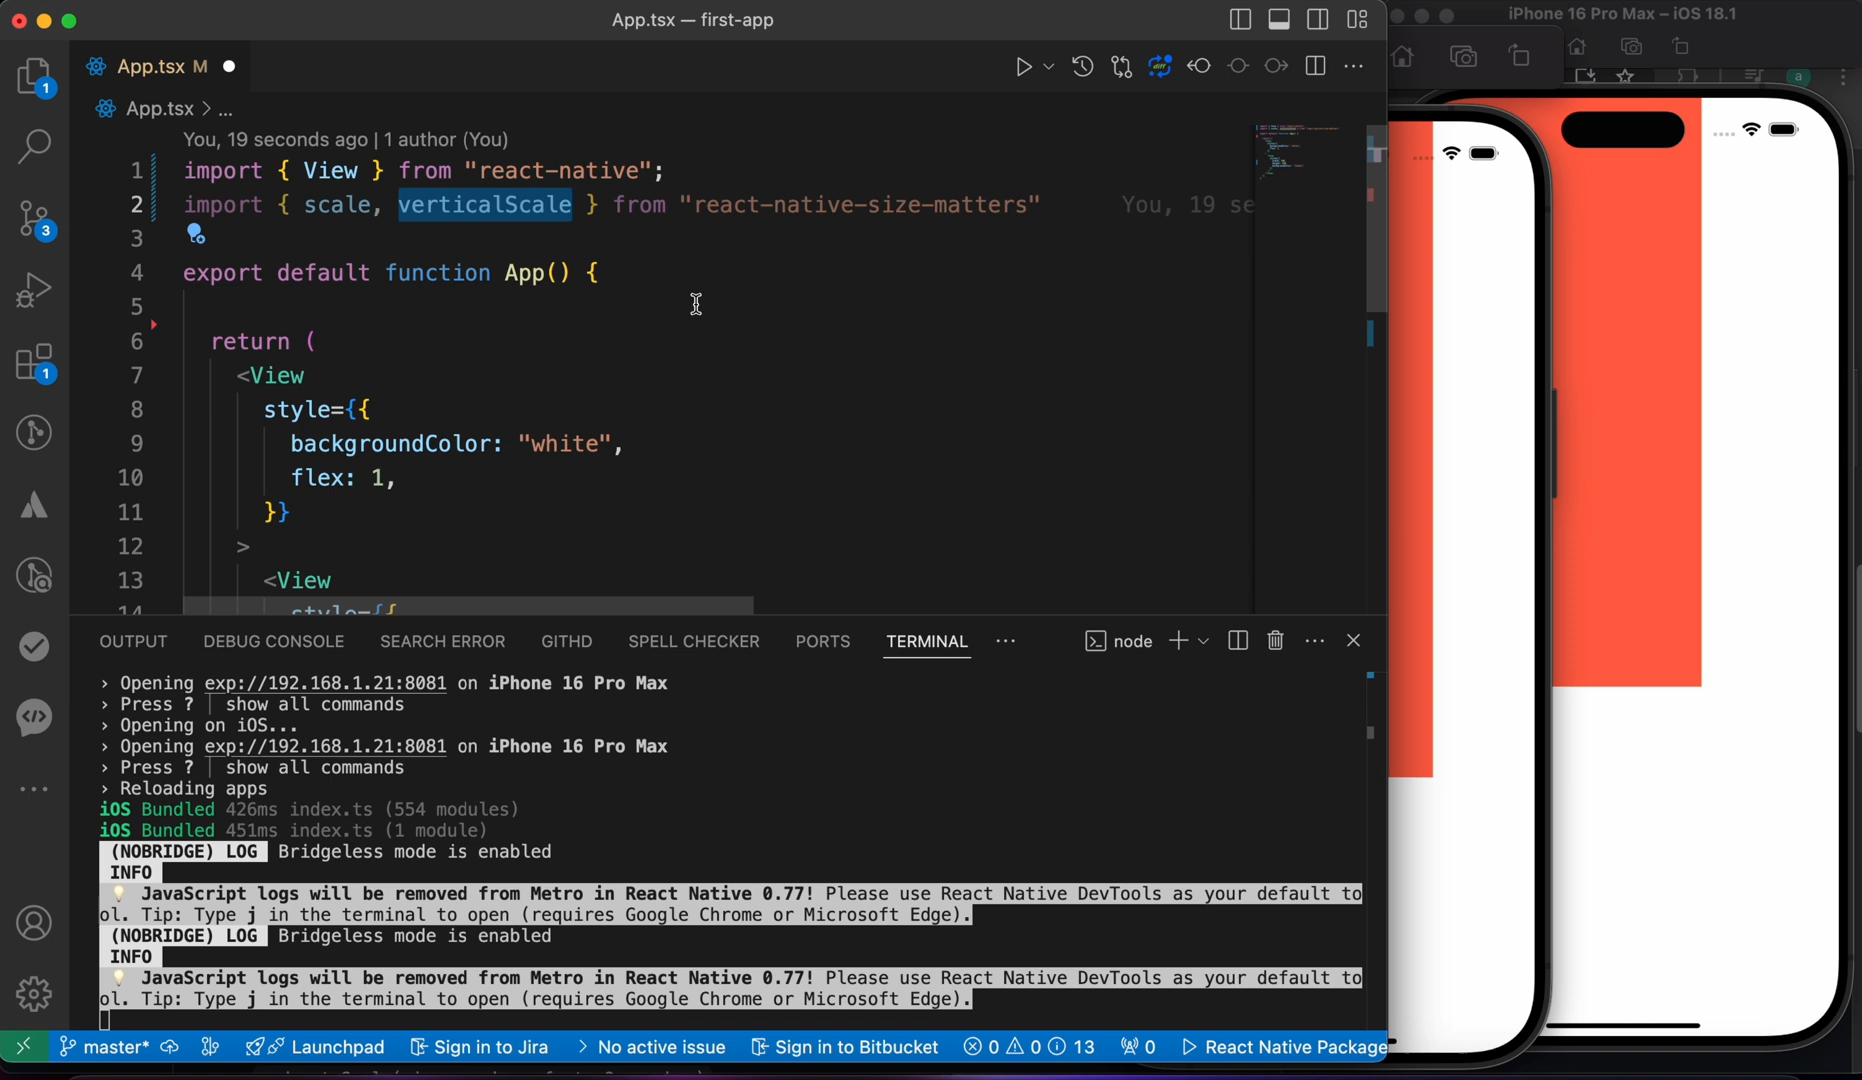 App.tsx — first-app
iPhone 16 Pro Max – iOS 18.1
App.tsx M
a
App.tsx > ...
You, 19 seconds ago | 1 author (You)
1 import { View } from "react-native";
2 import { scale, verticalScale } from "react-native-size-matters" You, 19 se
3
4 export default function App() {
5
6 return (
7 <View
8 style={{
9 backgroundColor: "white",
10 flex: 1,
11 }}
12 >
13 <View
14 style={{
1
3
1
OUTPUT DEBUG CONSOLE SEARCH ERROR GITHD SPELL CHECKER PORTS TERMINAL ... node
› Opening exp://192.168.1.21:8081 on iPhone 16 Pro Max
› Press ? │ show all commands
› Opening on iOS...
› Opening exp://192.168.1.21:8081 on iPhone 16 Pro Max
› Press ? │ show all commands
› Reloading apps
iOS Bundled 426ms index.ts (554 modules)
iOS Bundled 451ms index.ts (1 module)
(NOBRIDGE) LOG Bridgeless mode is enabled
INFO
💡 JavaScript logs will be removed from Metro in React Native 0.77! Please use React Native DevTools as your default to
ol. Tip: Type j in the terminal to open (requires Google Chrome or Microsoft Edge).
(NOBRIDGE) LOG Bridgeless mode is enabled
INFO
💡 JavaScript logs will be removed from Metro in React Native 0.77! Please use React Native DevTools as your default to
ol. Tip: Type j in the terminal to open (requires Google Chrome or Microsoft Edge).
master* Launchpad Sign in to Jira No active issue Sign in to Bitbucket 0 0 13 0 React Native Package